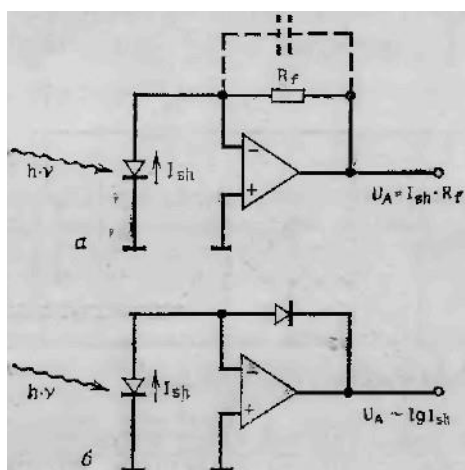 R_f
h·ν
I_sh
−
+
U_A = I_sh · R_f
а
h·ν
I_sh
−
+
U_A ~ lg I_sh
б